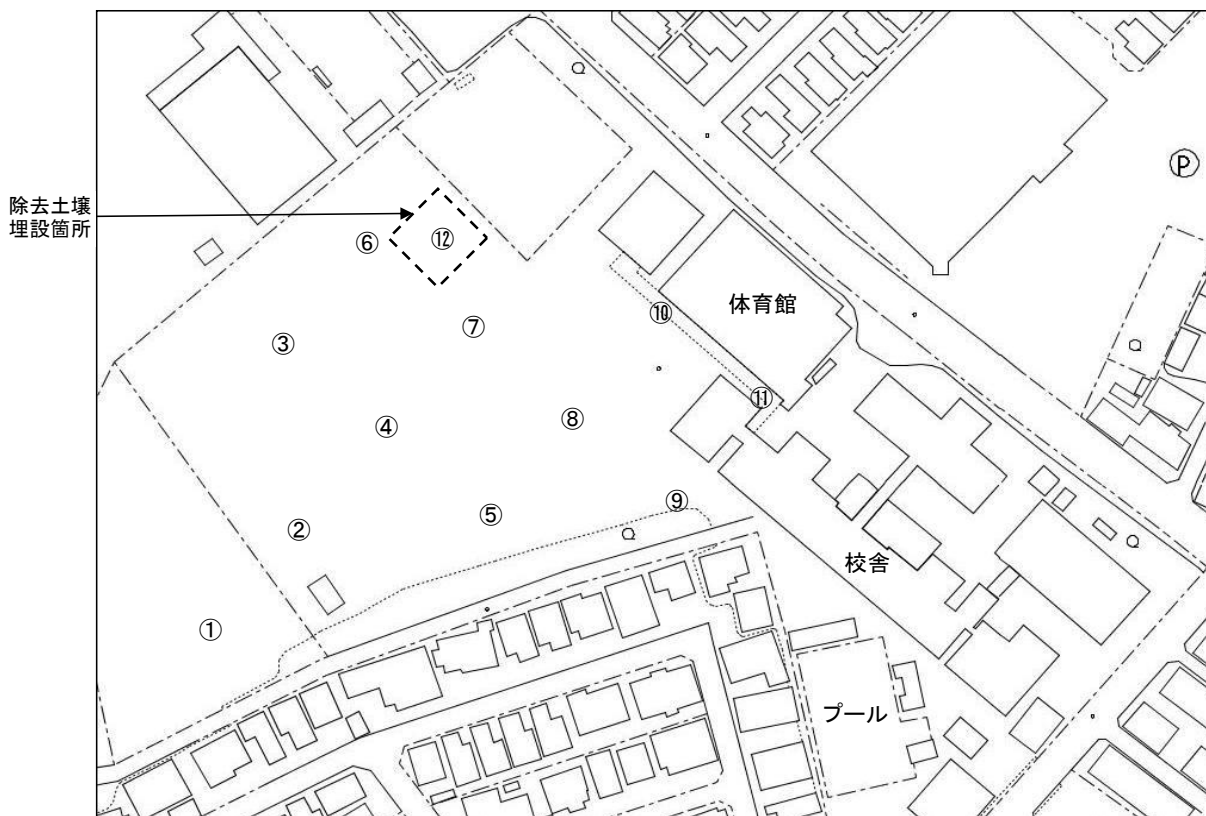 Ⓟ
除去土壌
埋設箇所
⑥
⑫
③
⑦
⑩
体育館
④
⑧
⑪
②
⑤
⑨
校舎
①
プール